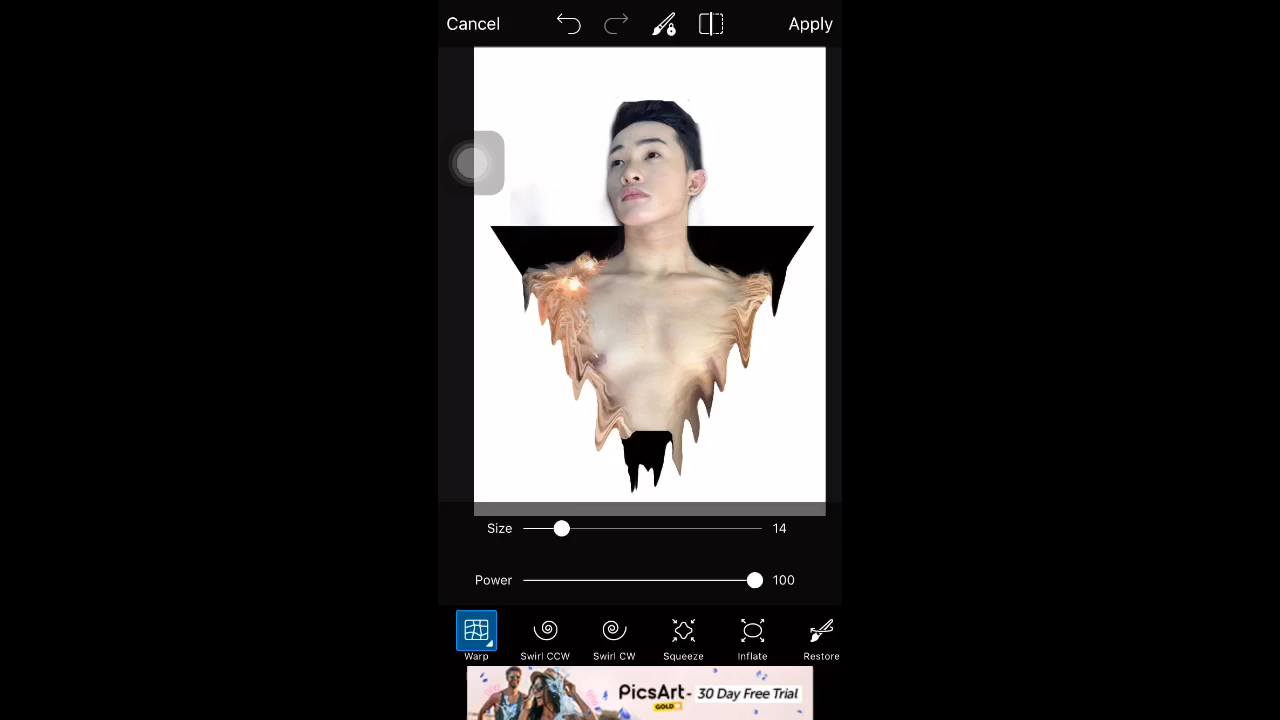 Cancel
Apply
Size 14
Power 100
Warp Swirl CCW Swirl CW Squeeze Inflate Restore
PicsArt - 30 Day Free Trial
GOLD